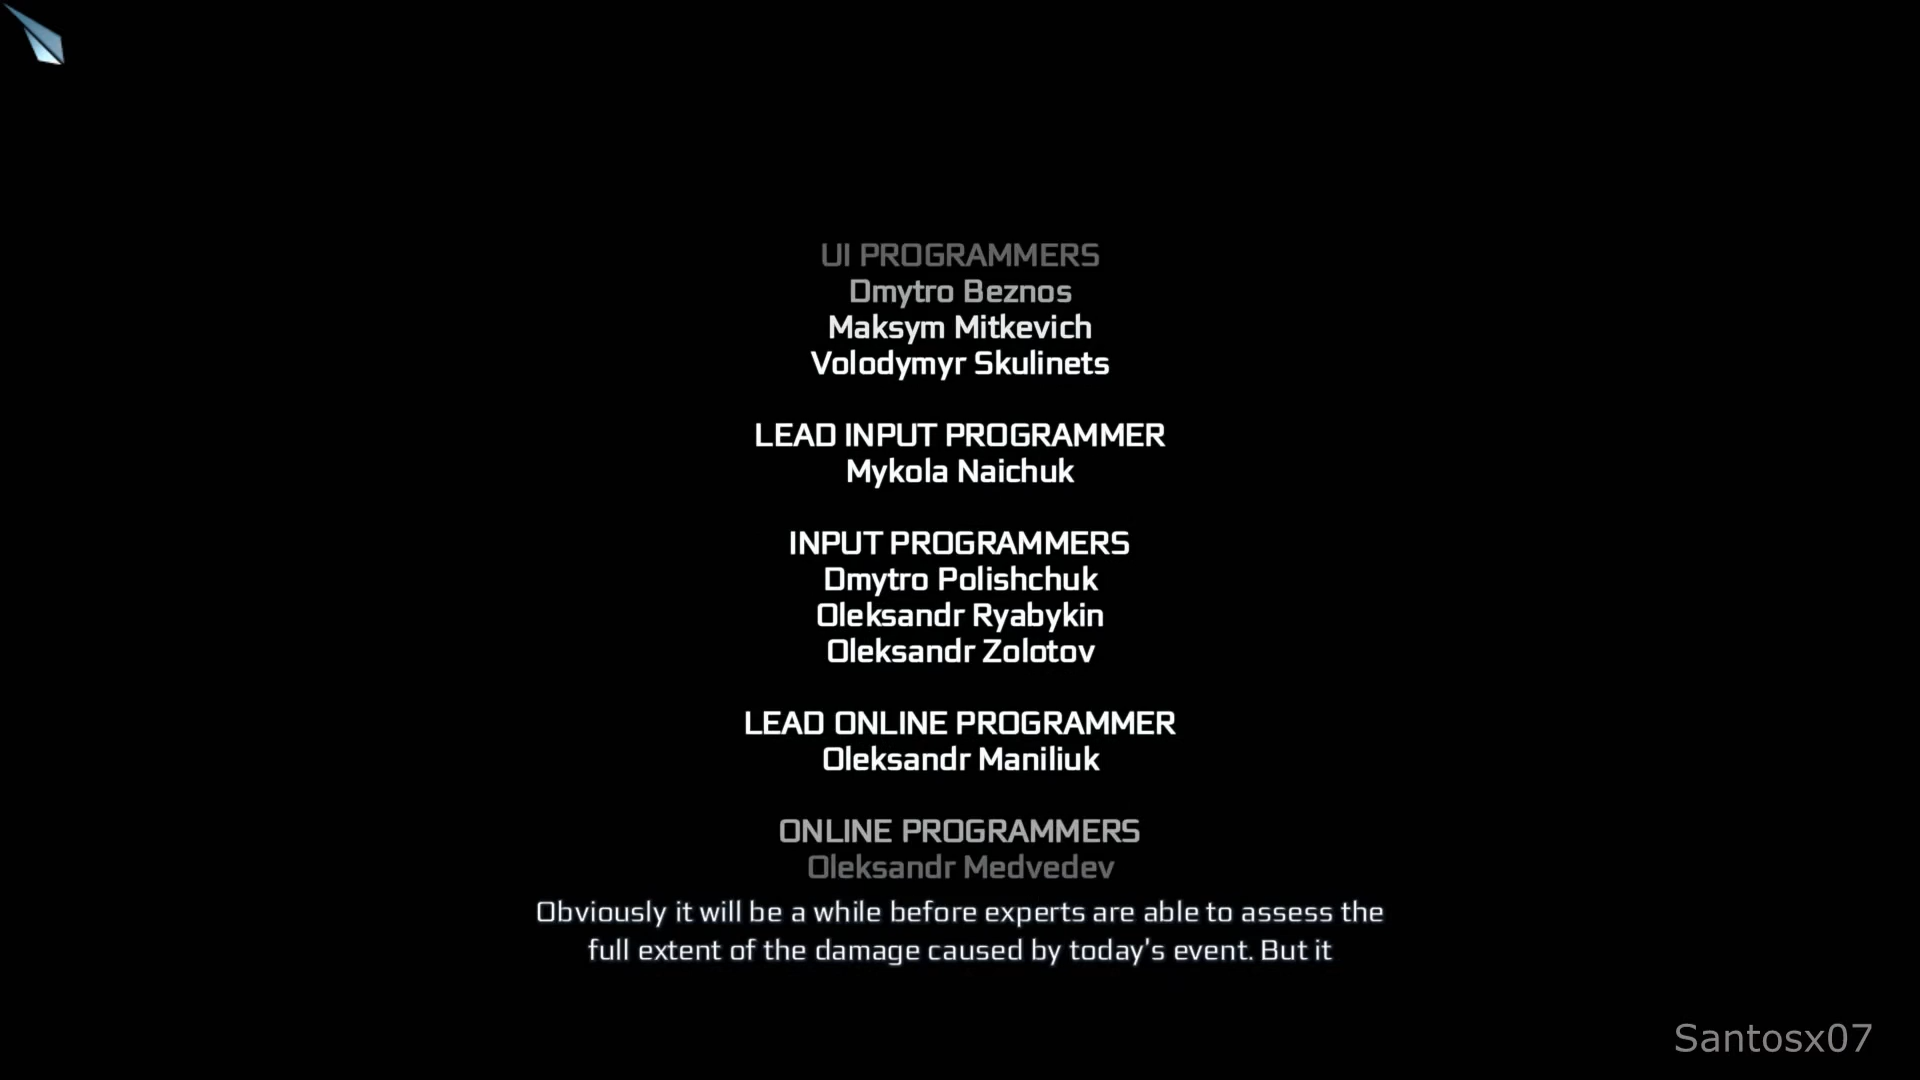 UI PROGRAMMERS
Dmytro Beznos
Maksym Mitkevich
Volodymyr Skulinets
LEAD INPUT PROGRAMMER
Mykola Naichuk
INPUT PROGRAMMERS
Dmytro Polishchuk
Oleksandr Ryabykin
Oleksandr Zolotov
LEAD ONLINE PROGRAMMER
Oleksandr Maniliuk
ONLINE PROGRAMMERS
Oleksandr Medvedev
Obviously it will be a while before experts are able to assess the
full extent of the damage caused by today's event. But it
Santosx07